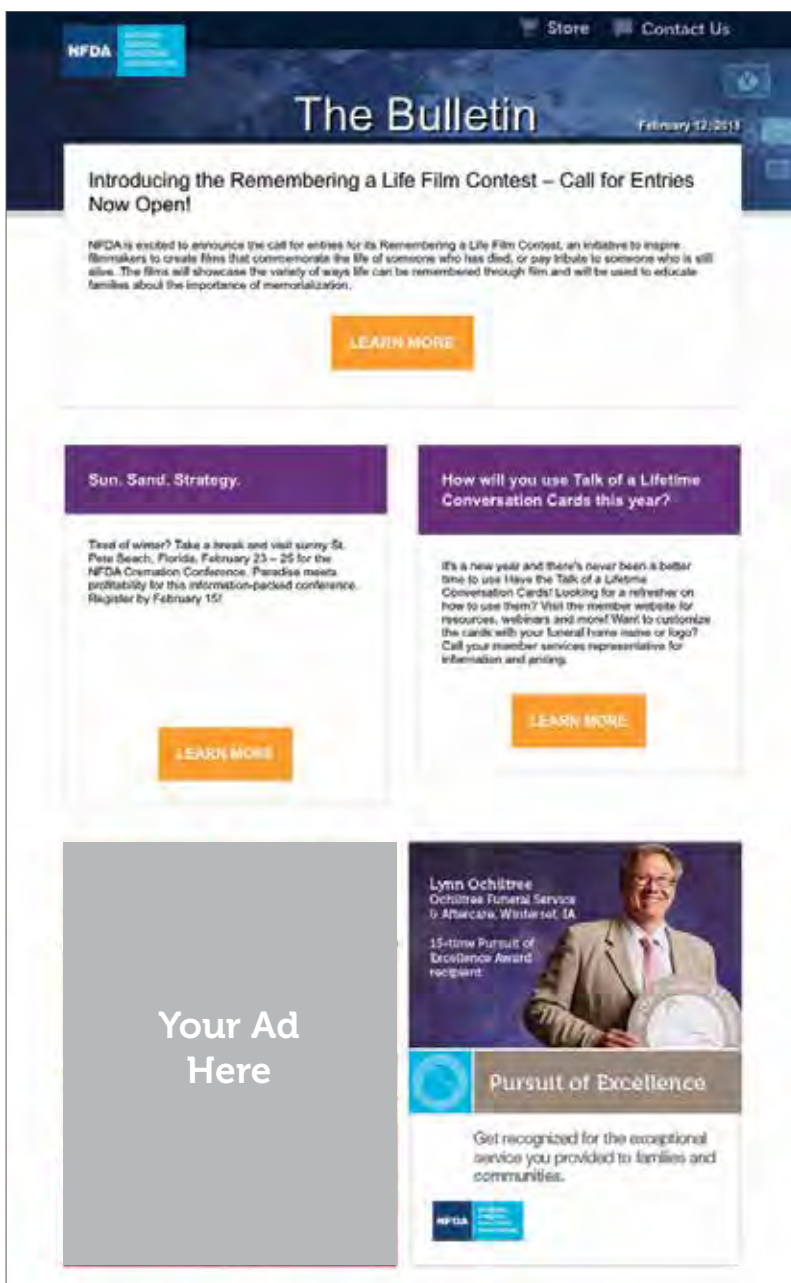 Store Contact Us
NFDA
The Bulletin
February 12, 2018
Introducing the Remembering a Life Film Contest – Call for Entries
Now Open!
NFDA is excited to announce the call for entries for its Remembering a Life Film Contest, an initiative to inspire
filmmakers to create films that commemorate the life of someone who has died, or pay tribute to someone who is still
alive. The films will showcase the variety of ways life can be remembered through film and will be used to educate
families about the importance of memorialization.
LEARN MORE
Sun. Sand. Strategy.
Tired of winter? Take a break and visit sunny St.
Pete Beach, Florida, February 23 – 25 for the
NFDA Cremation Conference. Paradise meets
profitability for this information-packed conference.
Register by February 15!
LEARN MORE
How will you use Talk of a Lifetime
Conversation Cards this year?
It's a new year and there's never been a better
time to use Have the Talk of a Lifetime
Conversation Cards! Looking for a refresher on
how to use them? Visit the member website for
resources, webinars and more! Want to customize
the cards with your funeral home name or logo?
Call your member services representative for
information and pricing.
LEARN MORE
Your Ad
Here
Lynn Ochiltree
Ochiltree Funeral Service
& Aftercare, Winterset, IA
15-time Pursuit of
Excellence Award
recipient
Pursuit of Excellence
Get recognized for the exceptional
service you provided to families and
communities.
NFDA